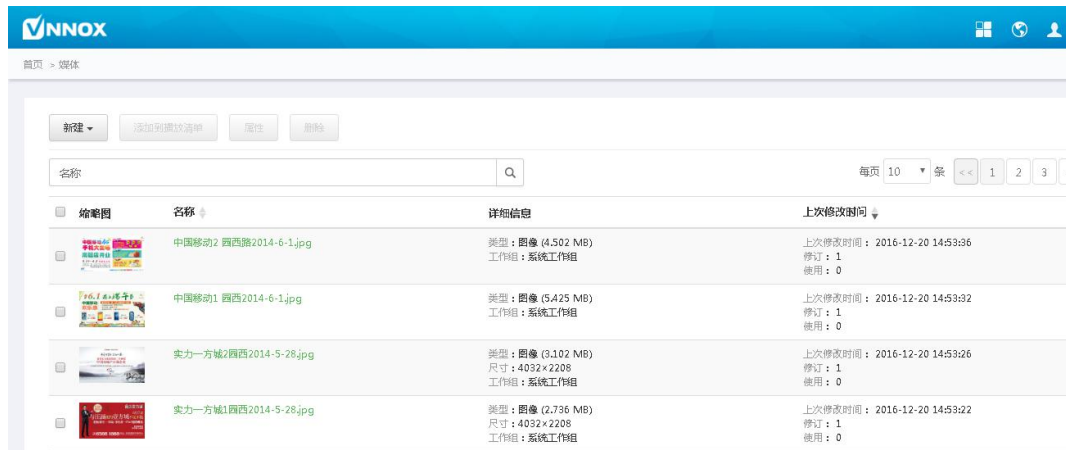 VNNOX
首页 > 媒体
新建 添加到播放清单 属性 删除
名称 每页 10 条 << 1 2 3
缩略图 名称 详细信息 上次修改时间
中国移动2 园西路2014-6-1.jpg 类型：图像 (4.502 MB) 上次修改时间： 2016-12-20 14:53:36
工作组：系统工作组 修订： 1
使用： 0
中国移动1 园西2014-6-1.jpg 类型：图像 (5.425 MB) 上次修改时间： 2016-12-20 14:53:32
工作组：系统工作组 修订： 1
使用： 0
实力一方城2园西2014-5-28.jpg 类型：图像 (3.102 MB) 上次修改时间： 2016-12-20 14:53:26
尺寸：4032×2208 修订： 1
工作组：系统工作组 使用： 0
实力一方城1园西2014-5-28.jpg 类型：图像 (2.736 MB) 上次修改时间： 2016-12-20 14:53:22
尺寸：4032×2208 修订： 1
工作组：系统工作组 使用： 0